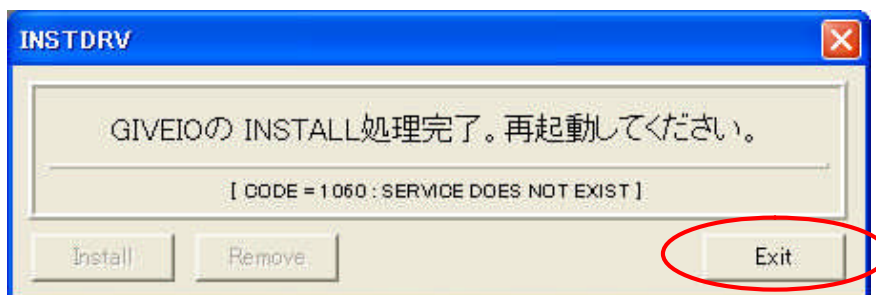 INSTDRV
GIVEIOの INSTALL処理完了。再起動してください。
[ CODE = 1060 : SERVICE DOES NOT EXIST ]
Install Remove Exit